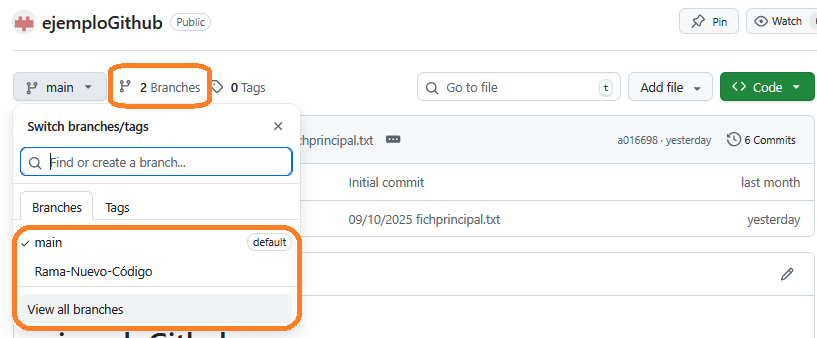 ejemploGithub Public Pin Watch
main 2 Branches 0 Tags Go to file t Add file Code
Switch branches/tags
chprincipal.txt a016698 · yesterday 6 Commits
Find or create a branch...
Initial commit last month
Branches Tags
09/10/2025 fichprincipal.txt yesterday
main default
Rama-Nuevo-Código
View all branches